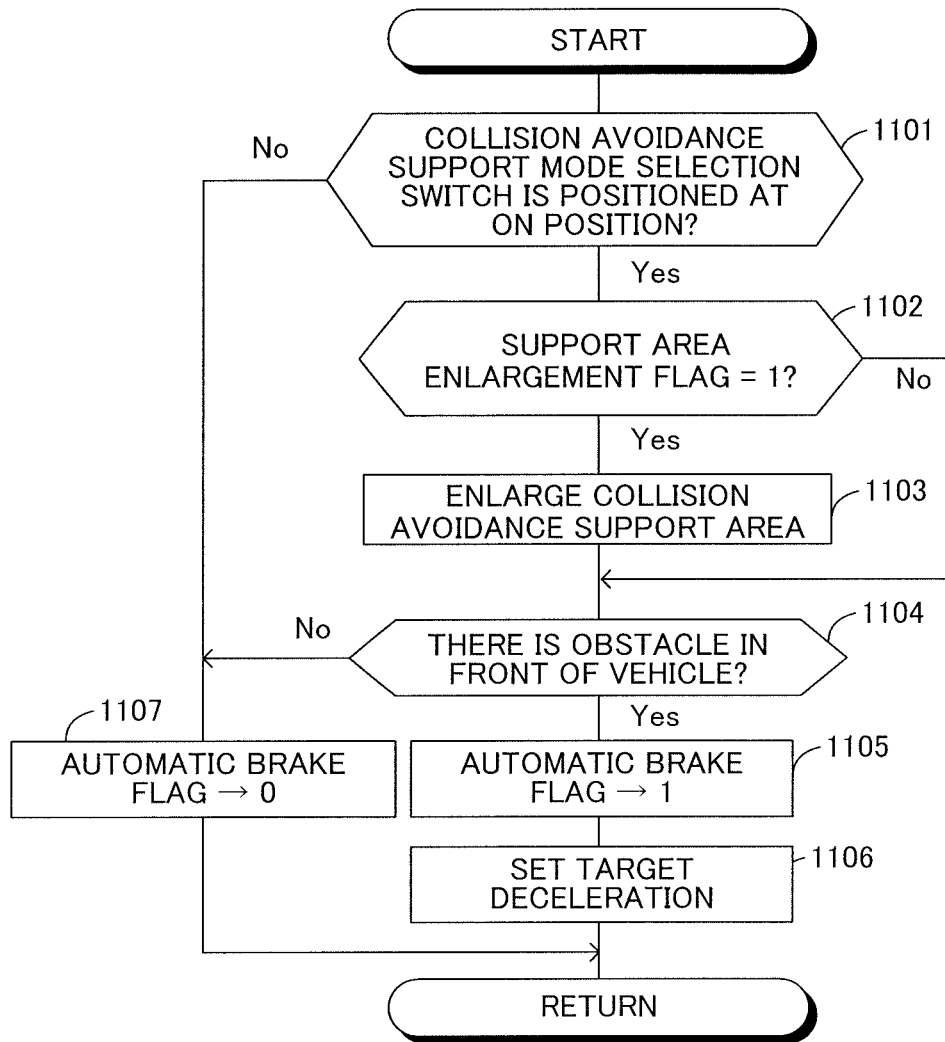 START
1101
No
COLLISION AVOIDANCE
SUPPORT MODE SELECTION
SWITCH IS POSITIONED AT
ON POSITION?
Yes
1102
SUPPORT AREA
ENLARGEMENT FLAG = 1?
No
Yes
ENLARGE COLLISION
AVOIDANCE SUPPORT AREA
1103
1104
No
THERE IS OBSTACLE IN
FRONT OF VEHICLE?
Yes
1107
AUTOMATIC BRAKE
FLAG → 0
1105
AUTOMATIC BRAKE
FLAG → 1
1106
SET TARGET
DECELERATION
RETURN